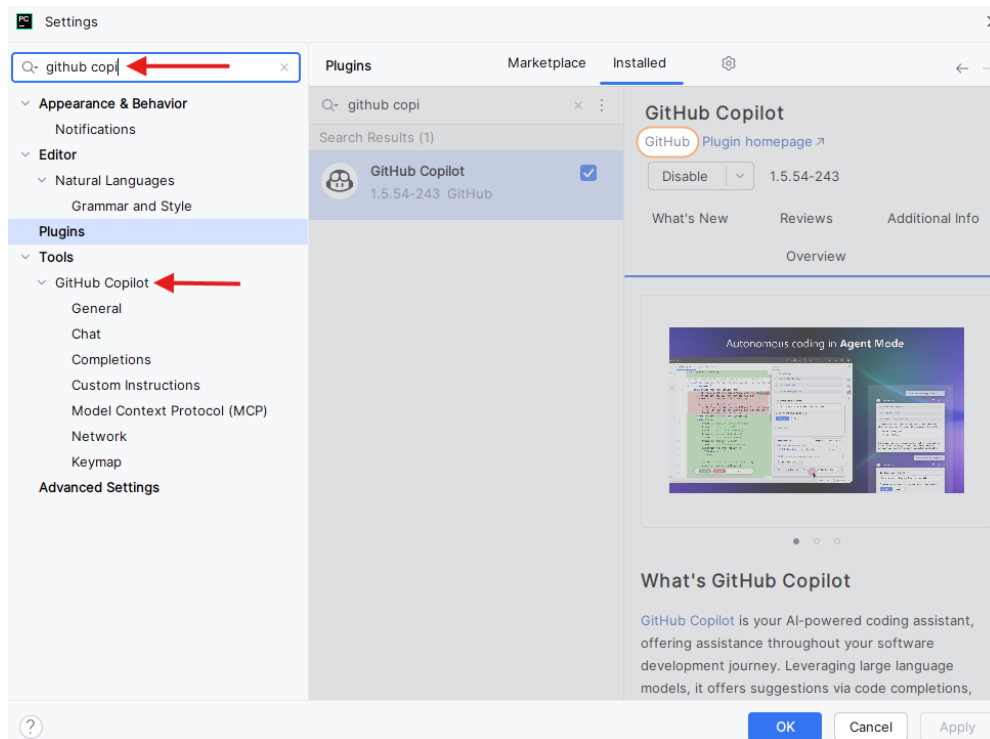 PC
Settings
github copi
Plugins
Marketplace
Installed
Appearance & Behavior
Notifications
Editor
Natural Languages
Grammar and Style
Plugins
Tools
GitHub Copilot
General
Chat
Completions
Custom Instructions
Model Context Protocol (MCP)
Network
Keymap
Advanced Settings
github copi
Search Results (1)
GitHub Copilot
1.5.54-243 GitHub
GitHub Copilot
GitHub Plugin homepage ↗
Disable 1.5.54-243
What's New Reviews Additional Info
Overview
Autonomous coding in Agent Mode
What's GitHub Copilot
GitHub Copilot is your AI-powered coding assistant,
offering assistance throughout your software
development journey. Leveraging large language
models, it offers suggestions via code completions,
?
OK
Cancel
Apply